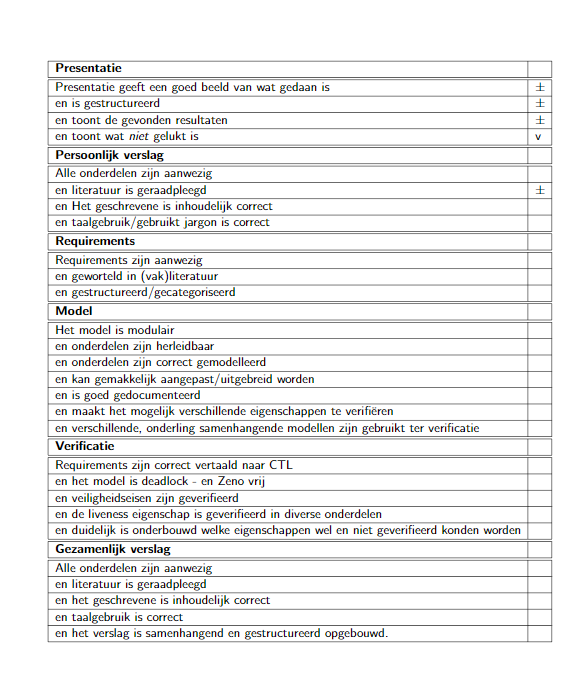 Presentatie
Presentatie geeft een goed beeld van wat gedaan is ±
en is gestructureerd ±
en toont de gevonden resultaten ±
en toont wat niet gelukt is v
Persoonlijk verslag
Alle onderdelen zijn aanwezig
en literatuur is geraadpleegd ±
en Het geschrevene is inhoudelijk correct
en taalgebruik/gebruikt jargon is correct
Requirements
Requirements zijn aanwezig
en geworteld in (vak)literatuur
en gestructureerd/gecategoriseerd
Model
Het model is modulair
en onderdelen zijn herleidbaar
en onderdelen zijn correct gemodelleerd
en kan gemakkelijk aangepast/uitgebreid worden
en is goed gedocumenteerd
en maakt het mogelijk verschillende eigenschappen te verifiëren
en verschillende, onderling samenhangende modellen zijn gebruikt ter verificatie
Verificatie
Requirements zijn correct vertaald naar CTL
en het model is deadlock - en Zeno vrij
en veiligheidseisen zijn geverifieerd
en de liveness eigenschap is geverifieerd in diverse onderdelen
en duidelijk is onderbouwd welke eigenschappen wel en niet geverifieerd konden worden
Gezamenlijk verslag
Alle onderdelen zijn aanwezig
en literatuur is geraadpleegd
en het geschrevene is inhoudelijk correct
en taalgebruik is correct
en het verslag is samenhangend en gestructureerd opgebouwd.